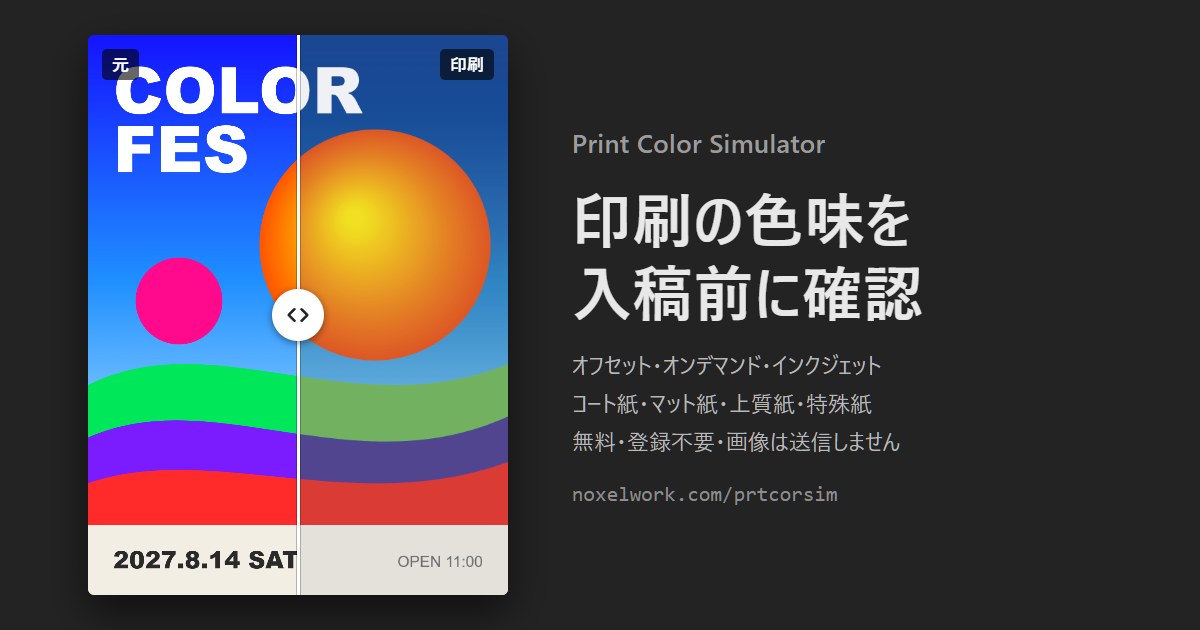 元
印刷
COLOR
FES
2027.8.14 SAT
OPEN 11:00
Print Color Simulator
印刷の色味を
入稿前に確認
オフセット・オンデマンド・インクジェット
コート紙・マット紙・上質紙・特殊紙
無料・登録不要・画像は送信しません
noxelwork.com/prtcorsim